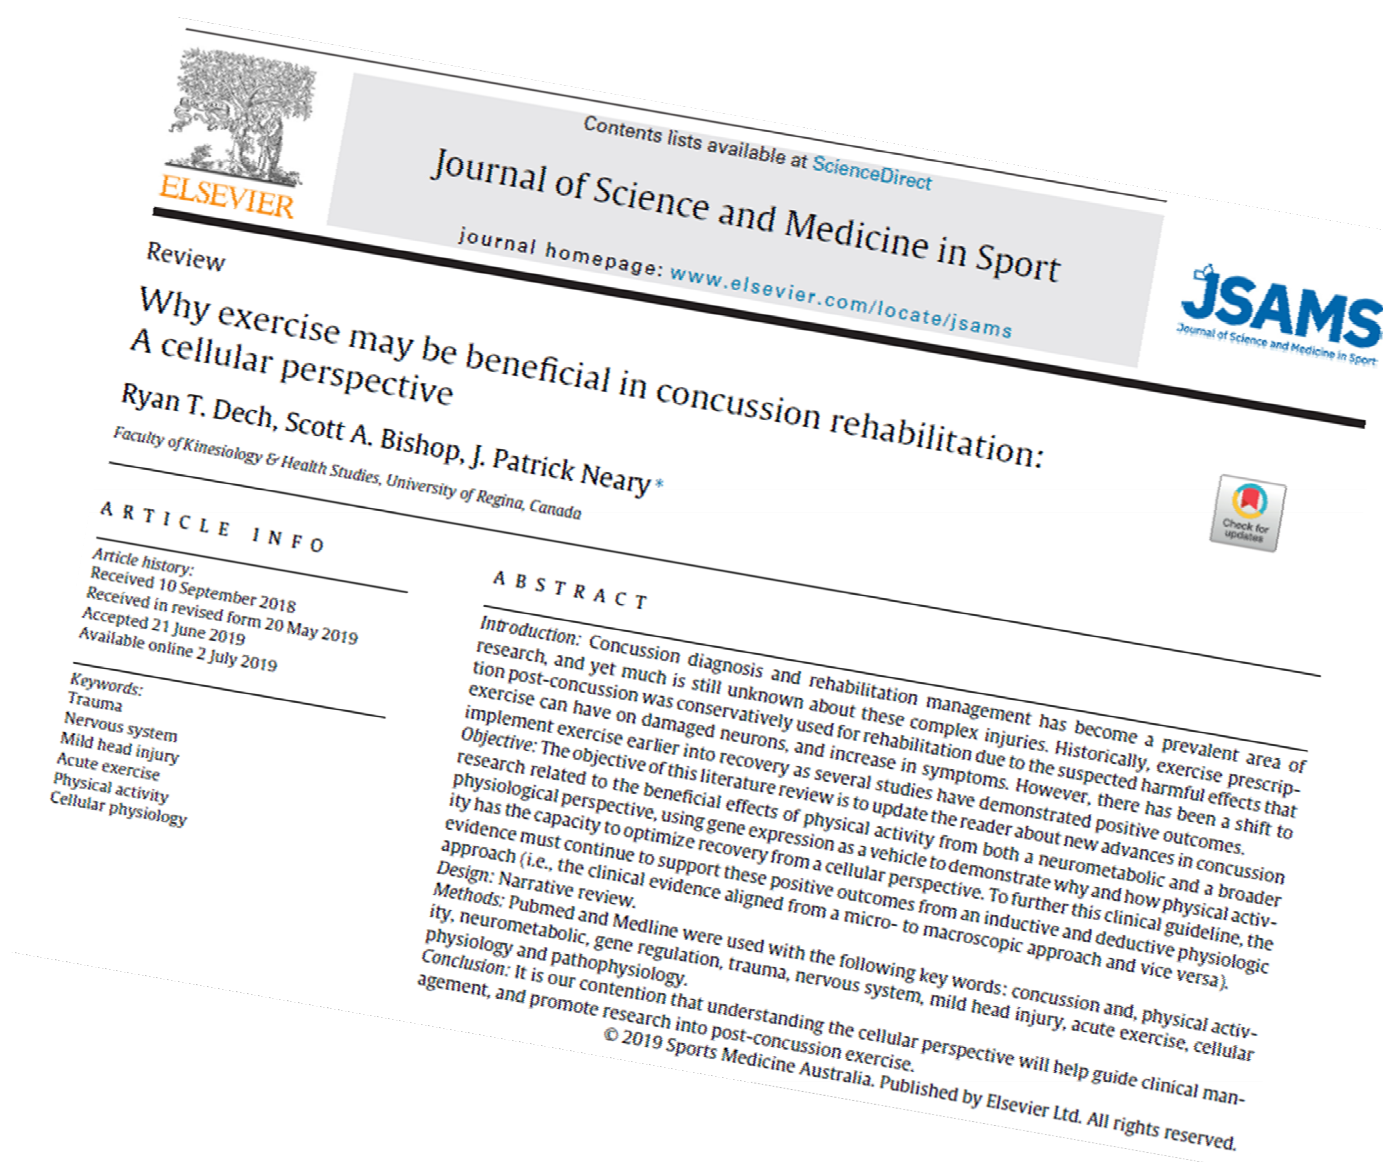 Contents lists available at ScienceDirect
Journal of Science and Medicine in Sport
journal homepage: www.elsevier.com/locate/jsams
ELSEVIER
JSAMS
Journal of Science and Medicine in Sport
Review
Why exercise may be beneficial in concussion rehabilitation:
A cellular perspective
Ryan T. Dech, Scott A. Bishop, J. Patrick Neary*
Faculty of Kinesiology & Health Studies, University of Regina, Canada
Check for
updates
ARTICLE INFO
Article history:
Received 10 September 2018
Received in revised form 20 May 2019
Accepted 21 June 2019
Available online 2 July 2019
Keywords:
Trauma
Nervous system
Mild head injury
Acute exercise
Physical activity
Cellular physiology
ABSTRACT
Introduction: Concussion diagnosis and rehabilitation management has become a prevalent area of
research, and yet much is still unknown about these complex injuries. Historically, exercise prescrip-
tion post-concussion was conservatively used for rehabilitation due to the suspected harmful effects that
exercise can have on damaged neurons, and increase in symptoms. However, there has been a shift to
implement exercise earlier into recovery as several studies have demonstrated positive outcomes.
Objective: The objective of this literature review is to update the reader about new advances in concussion
research related to the beneficial effects of physical activity from both a neurometabolic and a broader
physiological perspective, using gene expression as a vehicle to demonstrate why and how physical activ-
ity has the capacity to optimize recovery from a cellular perspective. To further this clinical guideline, the
evidence must continue to support these positive outcomes from an inductive and deductive physiologic
approach (i.e., the clinical evidence aligned from a micro- to macroscopic approach and vice versa).
Design: Narrative review.
Methods: Pubmed and Medline were used with the following key words: concussion and, physical activ-
ity, neurometabolic, gene regulation, trauma, nervous system, mild head injury, acute exercise, cellular
physiology and pathophysiology.
Conclusion: It is our contention that understanding the cellular perspective will help guide clinical man-
agement, and promote research into post-concussion exercise.
© 2019 Sports Medicine Australia. Published by Elsevier Ltd. All rights reserved.